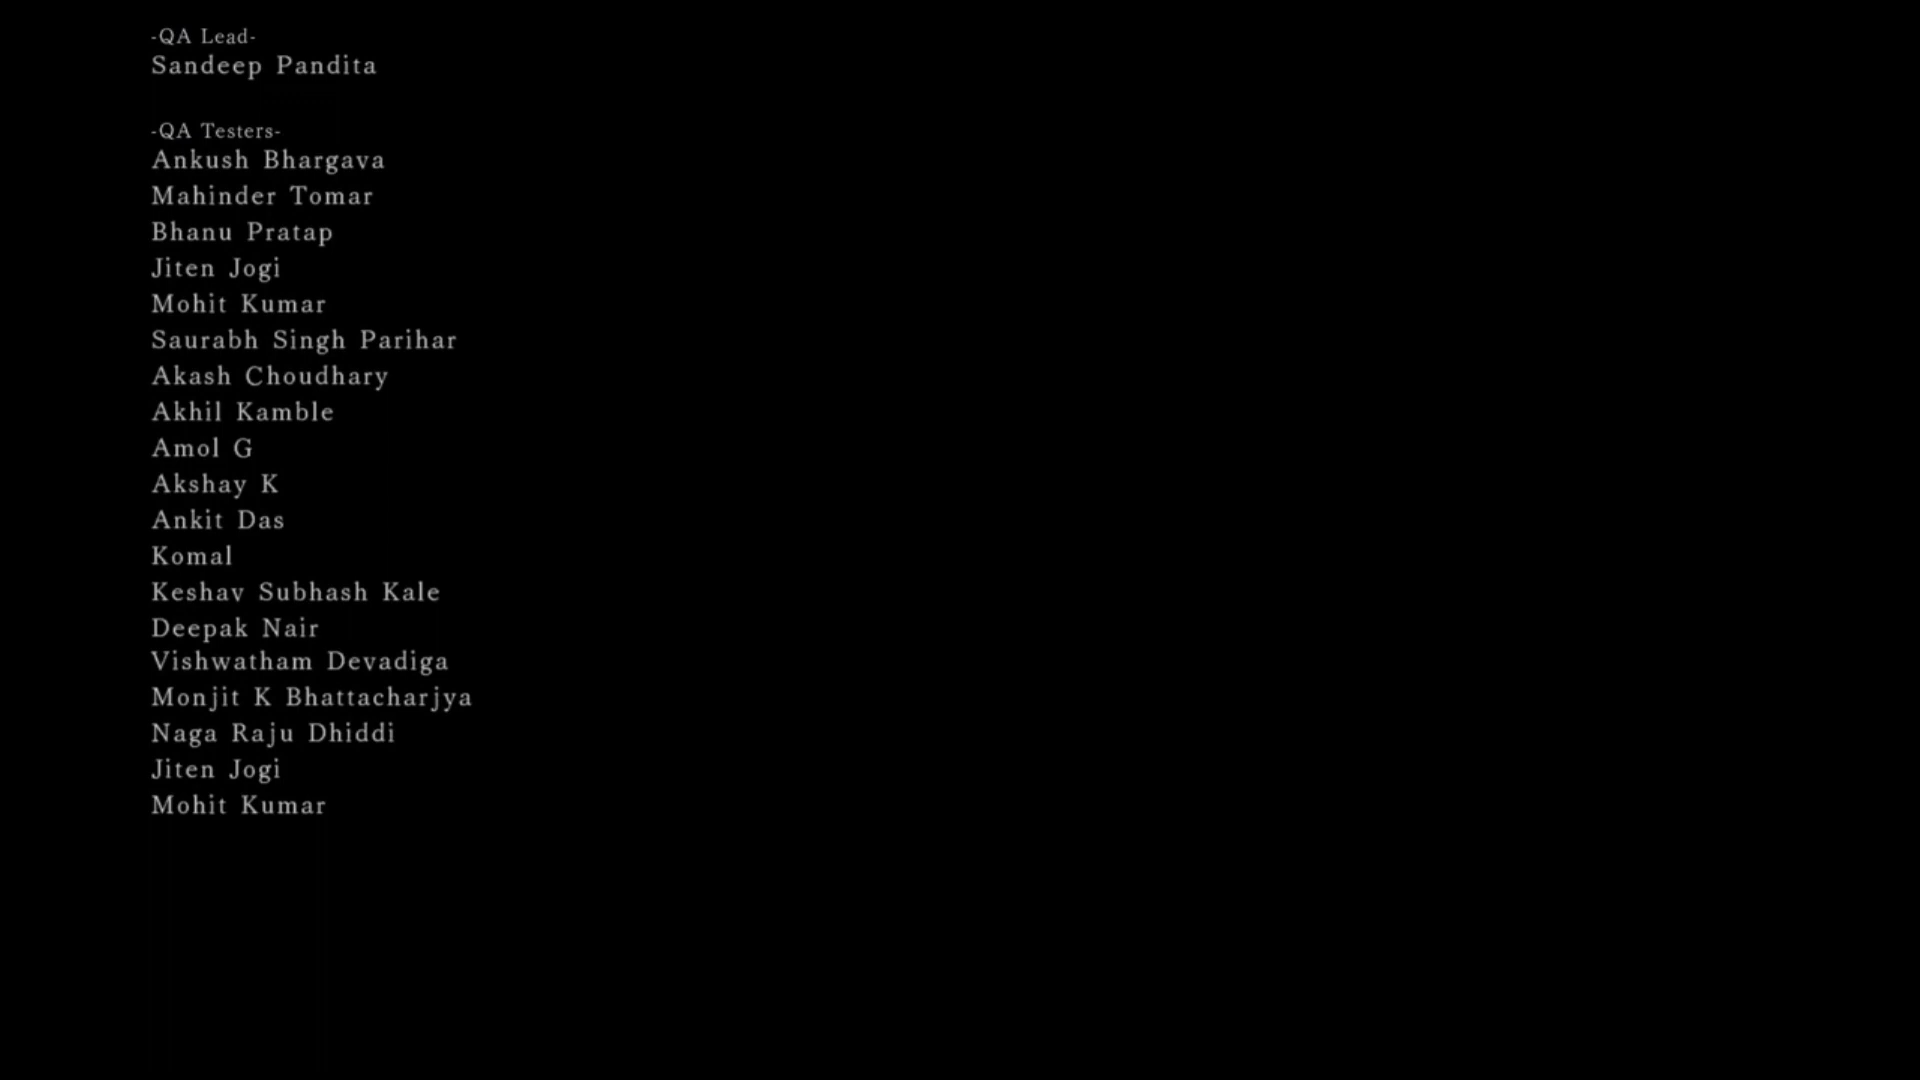 -QA Lead-
Sandeep Pandita
-QA Testers-
Ankush Bhargava
Mahinder Tomar
Bhanu Pratap
Jiten Jogi
Mohit Kumar
Saurabh Singh Parihar
Akash Choudhary
Akhil Kamble
Amol G
Akshay K
Ankit Das
Komal
Keshav Subhash Kale
Deepak Nair
Vishwatham Devadiga
Monjit K Bhattacharjya
Naga Raju Dhiddi
Jiten Jogi
Mohit Kumar